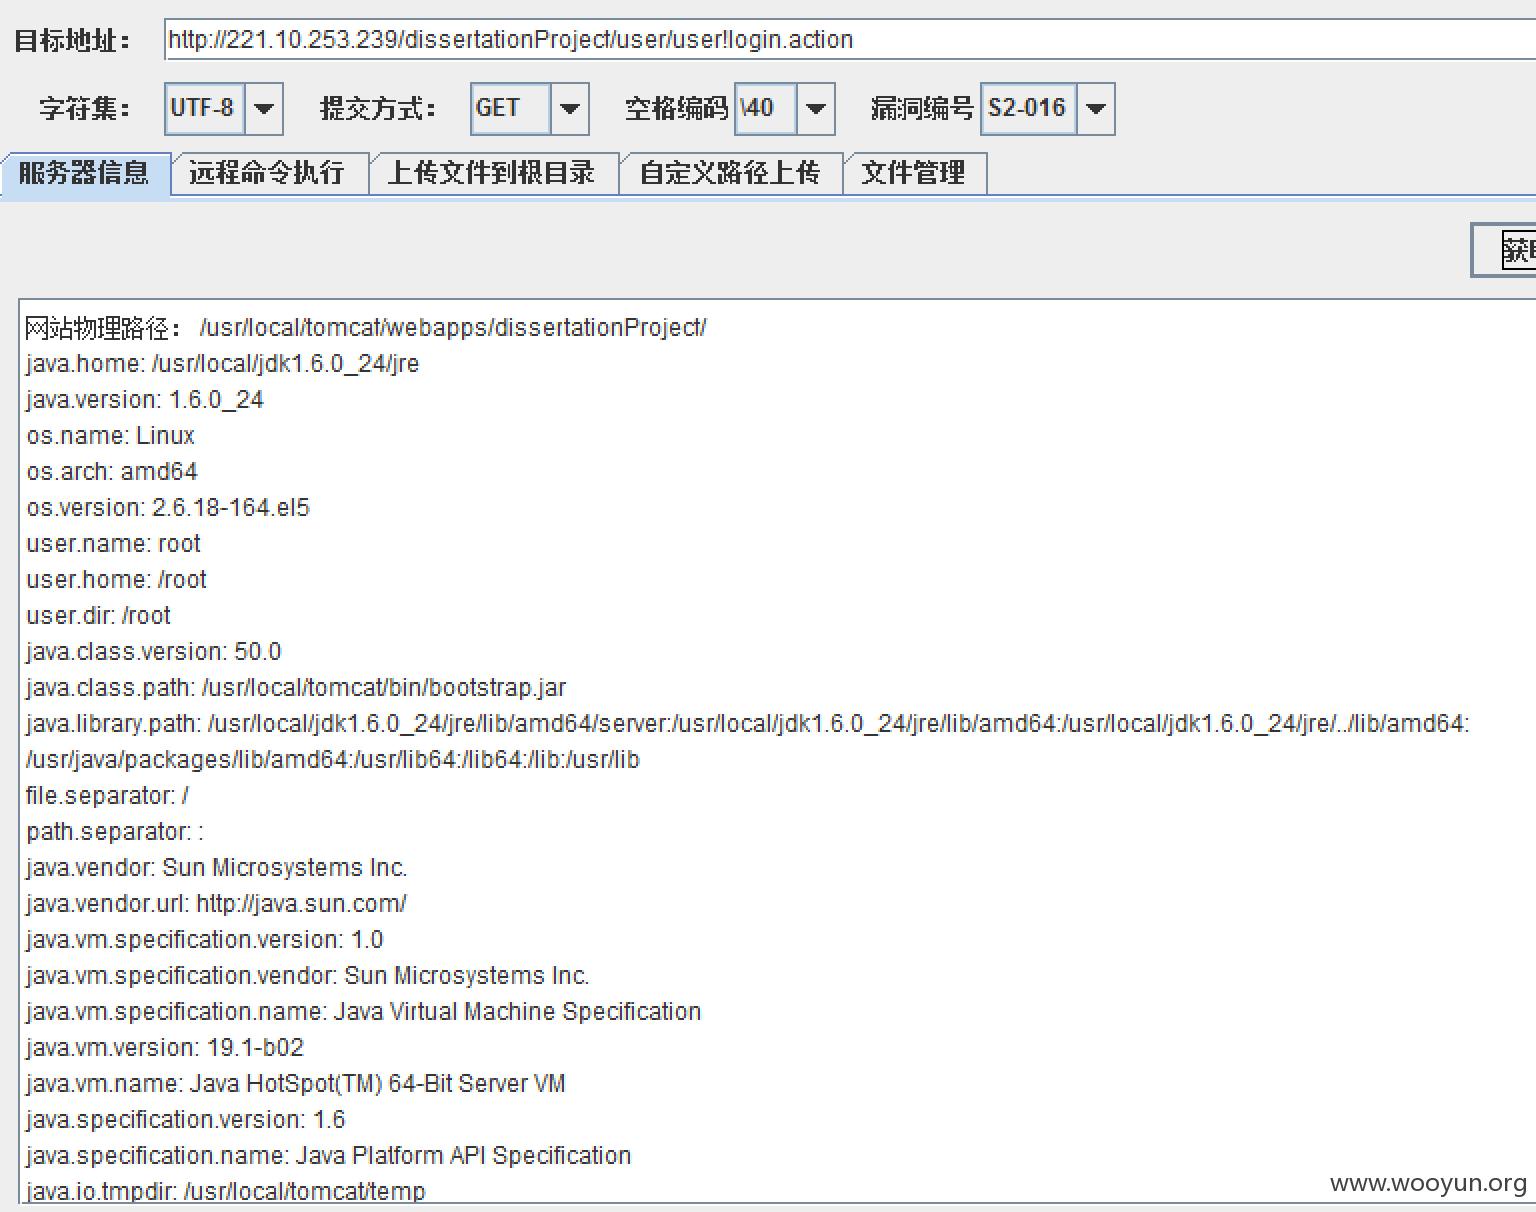 目标地址： http://221.10.253.239/dissertationProject/user/user!login.action
字符集： UTF-8 提交方式： GET 空格编码 \40 漏洞编号 S2-016
服务器信息 远程命令执行 上传文件到根目录 自定义路径上传 文件管理
网站物理路径： /usr/local/tomcat/webapps/dissertationProject/
java.home: /usr/local/jdk1.6.0_24/jre
java.version: 1.6.0_24
os.name: Linux
os.arch: amd64
os.version: 2.6.18-164.el5
user.name: root
user.home: /root
user.dir: /root
java.class.version: 50.0
java.class.path: /usr/local/tomcat/bin/bootstrap.jar
java.library.path: /usr/local/jdk1.6.0_24/jre/lib/amd64/server:/usr/local/jdk1.6.0_24/jre/lib/amd64:/usr/local/jdk1.6.0_24/jre/../lib/amd64:
/usr/java/packages/lib/amd64:/usr/lib64:/lib64:/lib:/usr/lib
file.separator: /
path.separator: :
java.vendor: Sun Microsystems Inc.
java.vendor.url: http://java.sun.com/
java.vm.specification.version: 1.0
java.vm.specification.vendor: Sun Microsystems Inc.
java.vm.specification.name: Java Virtual Machine Specification
java.vm.version: 19.1-b02
java.vm.name: Java HotSpot(TM) 64-Bit Server VM
java.specification.version: 1.6
java.specification.name: Java Platform API Specification
java.io.tmpdir: /usr/local/tomcat/temp
www.wooyun.org